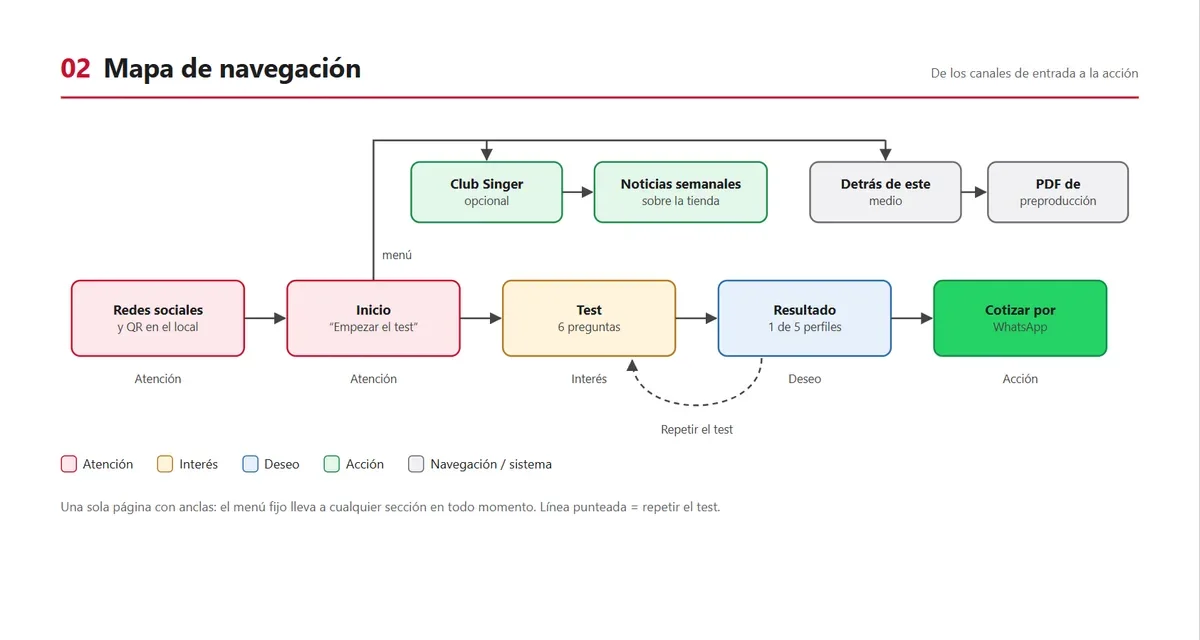 02 Mapa de navegación
De los canales de entrada a la acción
Club Singer
opcional
Noticias semanales
sobre la tienda
Detrás de este
medio
PDF de
preproducción
menú
Redes sociales
y QR en el local
Inicio
“Empezar el test”
Test
6 preguntas
Resultado
1 de 5 perfiles
Cotizar por
WhatsApp
Atención
Atención
Interés
Deseo
Acción
Repetir el test
Atención
Interés
Deseo
Acción
Navegación / sistema
Una sola página con anclas: el menú fijo lleva a cualquier sección en todo momento. Línea punteada = repetir el test.